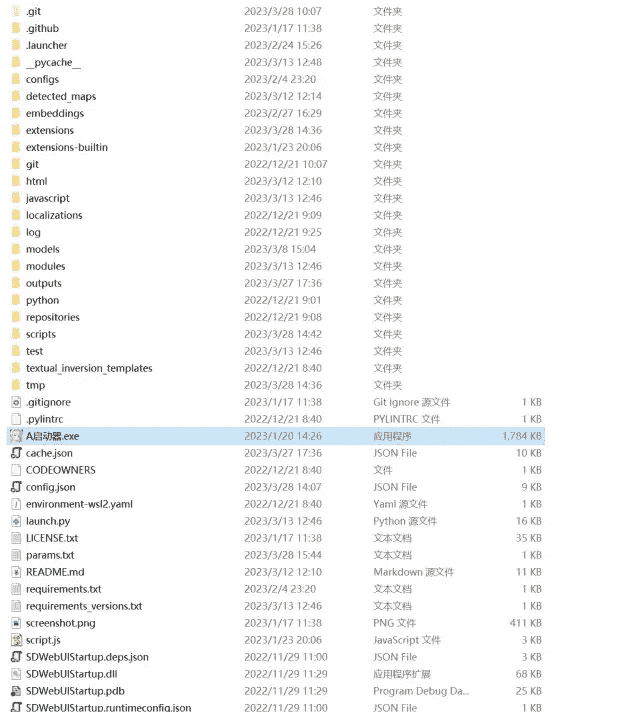 .git 2023/3/28 10:07 文件夹
.github 2023/1/17 11:38 文件夹
.launcher 2023/2/24 15:26 文件夹
__pycache__ 2023/3/13 12:48 文件夹
configs 2023/2/4 23:20 文件夹
detected_maps 2023/3/12 12:14 文件夹
embeddings 2023/2/27 16:29 文件夹
extensions 2023/3/28 14:36 文件夹
extensions-builtin 2023/1/23 20:06 文件夹
git 2022/12/21 10:07 文件夹
html 2023/3/12 12:10 文件夹
javascript 2023/3/13 12:46 文件夹
localizations 2022/12/21 9:09 文件夹
log 2022/12/21 9:25 文件夹
models 2023/3/8 15:04 文件夹
modules 2023/3/13 12:46 文件夹
outputs 2023/3/27 17:36 文件夹
python 2022/12/21 9:01 文件夹
repositories 2022/12/21 9:08 文件夹
scripts 2023/3/28 14:42 文件夹
test 2023/3/13 12:46 文件夹
textual_inversion_templates 2022/12/21 8:40 文件夹
tmp 2023/3/28 14:36 文件夹
.gitignore 2023/1/17 11:38 Git Ignore 源文件 1 KB
.pylintrc 2022/12/21 8:40 PYLINTRC 文件 1 KB
A启动器.exe 2023/1/20 14:26 应用程序 1,784 KB
cache.json 2023/3/27 17:36 JSON File 10 KB
CODEOWNERS 2022/12/21 8:40 文件 1 KB
config.json 2023/3/28 14:07 JSON File 9 KB
environment-wsl2.yaml 2022/12/21 8:40 Yaml 源文件 1 KB
launch.py 2023/3/13 12:46 Python 源文件 16 KB
LICENSE.txt 2023/1/17 11:38 文本文档 35 KB
params.txt 2023/3/28 15:44 文本文档 1 KB
README.md 2023/3/12 12:10 Markdown 源文件 11 KB
requirements.txt 2023/2/4 23:20 文本文档 1 KB
requirements_versions.txt 2023/3/13 12:46 文本文档 1 KB
screenshot.png 2023/1/17 11:38 PNG 文件 411 KB
script.js 2023/1/23 20:06 JavaScript 文件 3 KB
SDWebUIStartup.deps.json 2022/11/29 11:00 JSON File 3 KB
SDWebUIStartup.dll 2022/11/29 11:29 应用程序扩展 68 KB
SDWebUIStartup.pdb 2022/11/29 11:29 Program Debug Da... 25 KB
SDWebUIStartup.runtimeconfig.json 2022/11/29 11:00 JSON File 1 KB